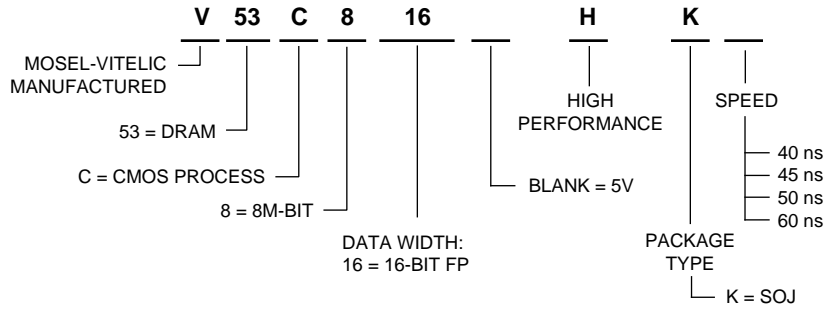 V 53 C 8 16 H K
MOSEL-VITELIC
MANUFACTURED
53 = DRAM
C = CMOS PROCESS
8 = 8M-BIT
DATA WIDTH:
16 = 16-BIT FP
BLANK = 5V
HIGH
PERFORMANCE
PACKAGE
TYPE
K = SOJ
SPEED
40 ns
45 ns
50 ns
60 ns